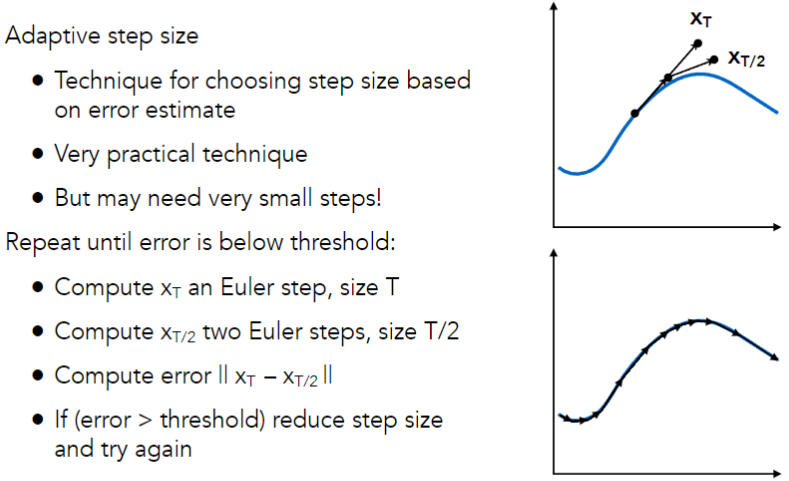 Adaptive step size
● Technique for choosing step size based
on error estimate
● Very practical technique
● But may need very small steps!
Repeat until error is below threshold:
● Compute xT an Euler step, size T
● Compute xT/2 two Euler steps, size T/2
● Compute error || xT – xT/2 ||
● If (error > threshold) reduce step size
and try again
XT
XT/2